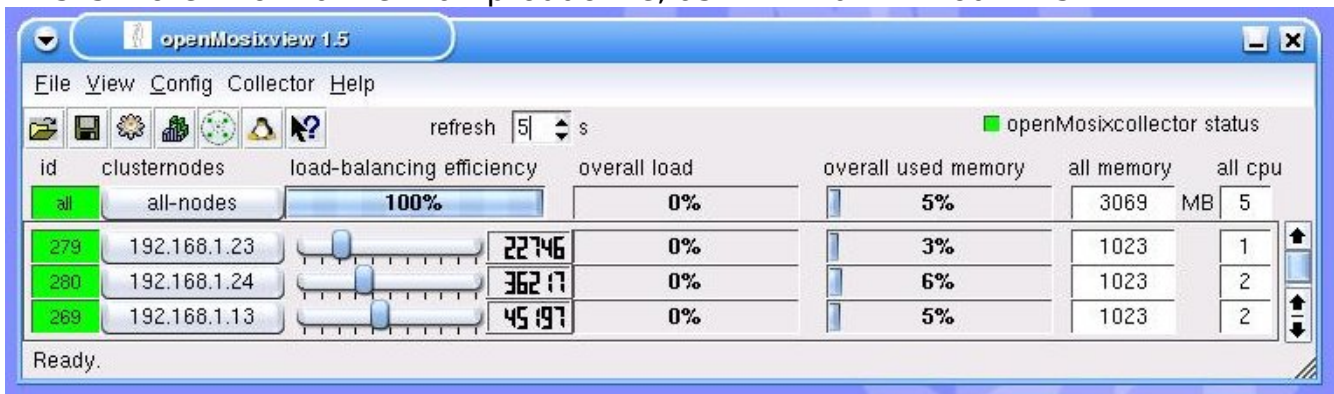 openMosixview 1.5
File View Config Collector Help
refresh 5 s openMosixcollector status
id clusternodes load-balancing efficiency overall load overall used memory all memory all cpu
all all-nodes 100% 0% 5% 3069 MB 5
279 192.168.1.23 22746 0% 3% 1023 1
280 192.168.1.24 36217 0% 6% 1023 2
269 192.168.1.13 45197 0% 5% 1023 2
Ready.